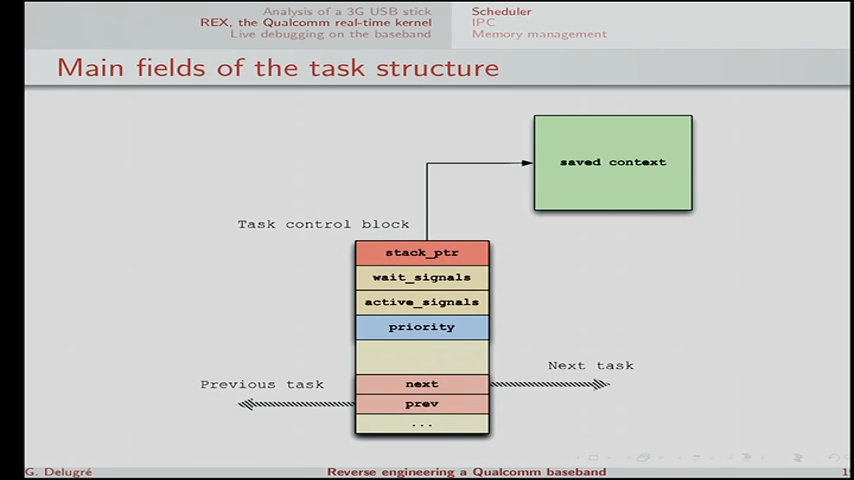 Analysis of a 3G USB stick
REX, the Qualcomm real-time kernel
Live debugging on the baseband
Scheduler
IPC
Memory management
Main fields of the task structure
saved context
Task control block
stack_ptr
wait_signals
active_signals
priority
Next task
Previous task
next
prev
...
G. Delugré
Reverse engineering a Qualcomm baseband